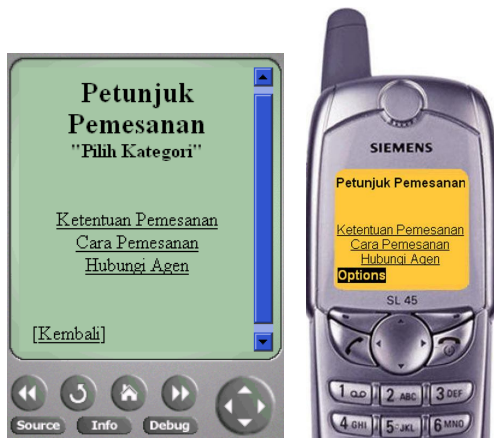 Petunjuk
Pemesanan
"Pilih Kategori"
Ketentuan Pemesanan
Cara Pemesanan
Hubungi Agen
[Kembali]
Source
Info
Debug
SIEMENS
Petunjuk Pemesanan
Ketentuan Pemesanan
Cara Pemesanan
Hubungi Agen
Options
SL 45
1
2 ABC
3 DEF
4 GHI
5 JKL
6 MNO